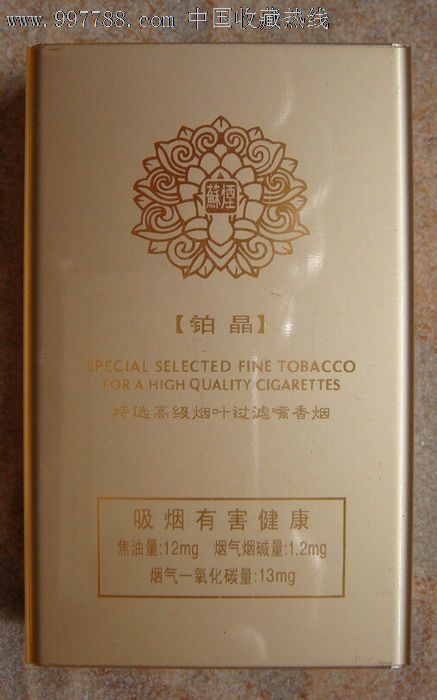 www.997788.com 中国收藏热线
蘇煙
【铂晶】
SPECIAL SELECTED FINE TOBACCO
FOR A HIGH QUALITY CIGARETTES
特选高级烟叶过滤嘴香烟
吸烟有害健康
焦油量:12mg 烟气烟碱量:1.2mg
烟气一氧化碳量:13mg